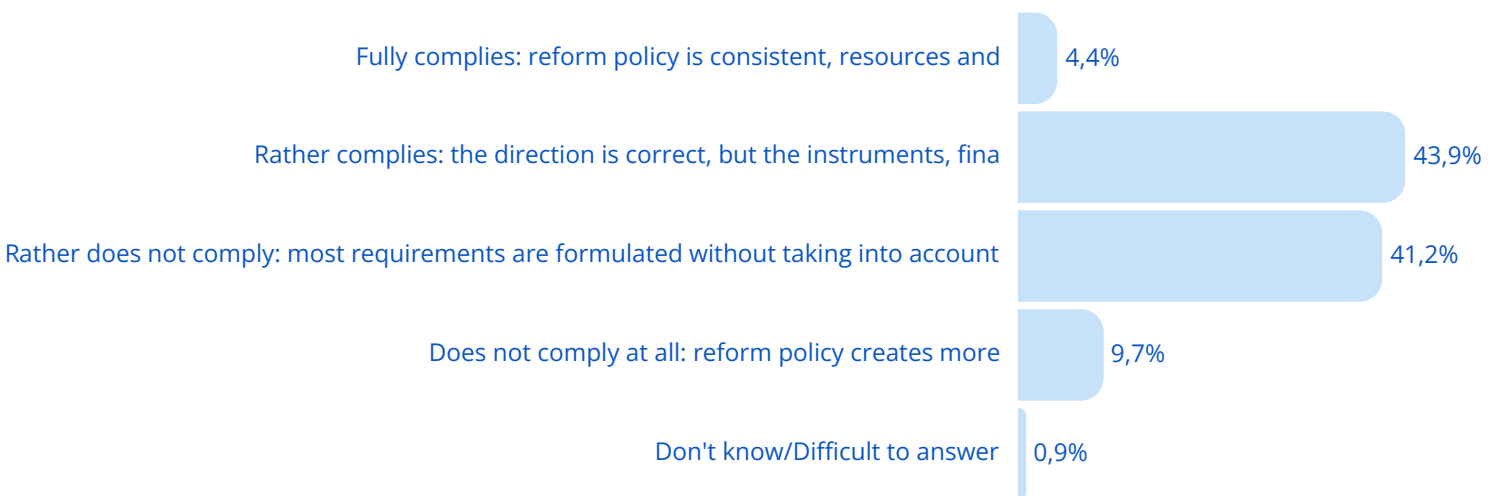 Fully complies: reform policy is consistent, resources and 4,4%
Rather complies: the direction is correct, but the instruments, fina 43,9%
Rather does not comply: most requirements are formulated without taking into account 41,2%
Does not comply at all: reform policy creates more 9,7%
Don't know/Difficult to answer 0,9%